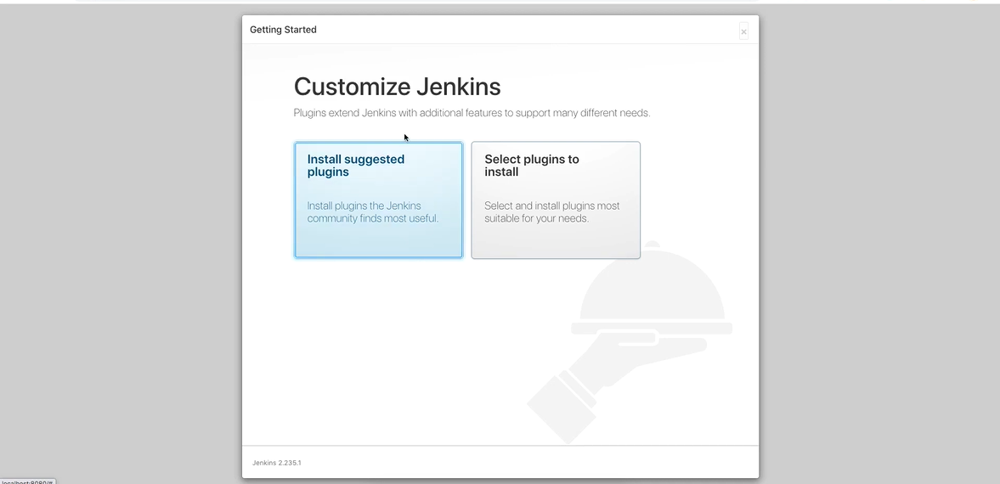 Getting Started
×
Customize Jenkins
Plugins extend Jenkins with additional features to support many different needs.
Install suggested
plugins
Install plugins the Jenkins
community finds most useful.
Select plugins to
install
Select and install plugins most
suitable for your needs.
Jenkins 2.235.1
localhost:8080/#